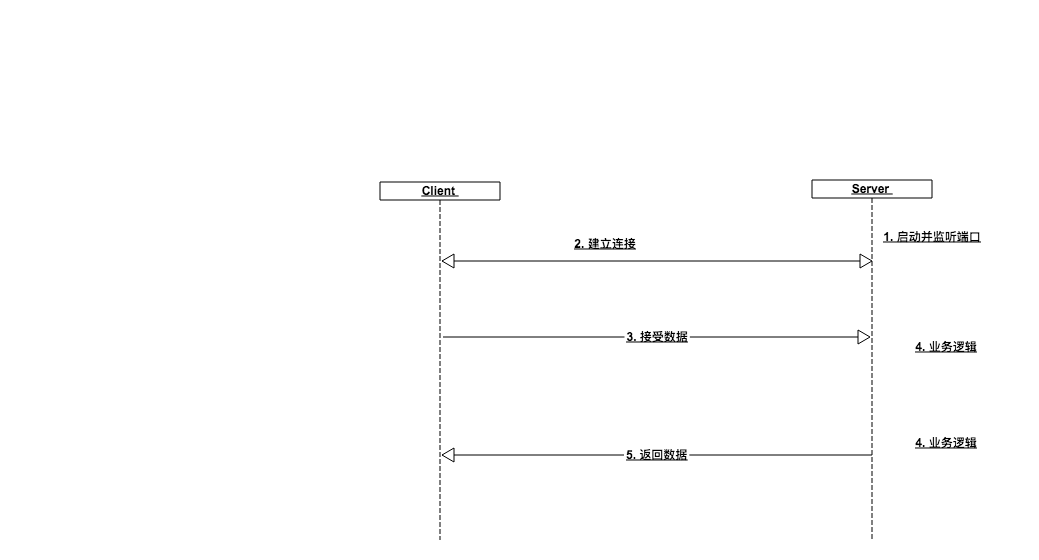 Client
Server
1. 启动并监听端口
2. 建立连接
3. 接受数据
4. 业务逻辑
4. 业务逻辑
5. 返回数据